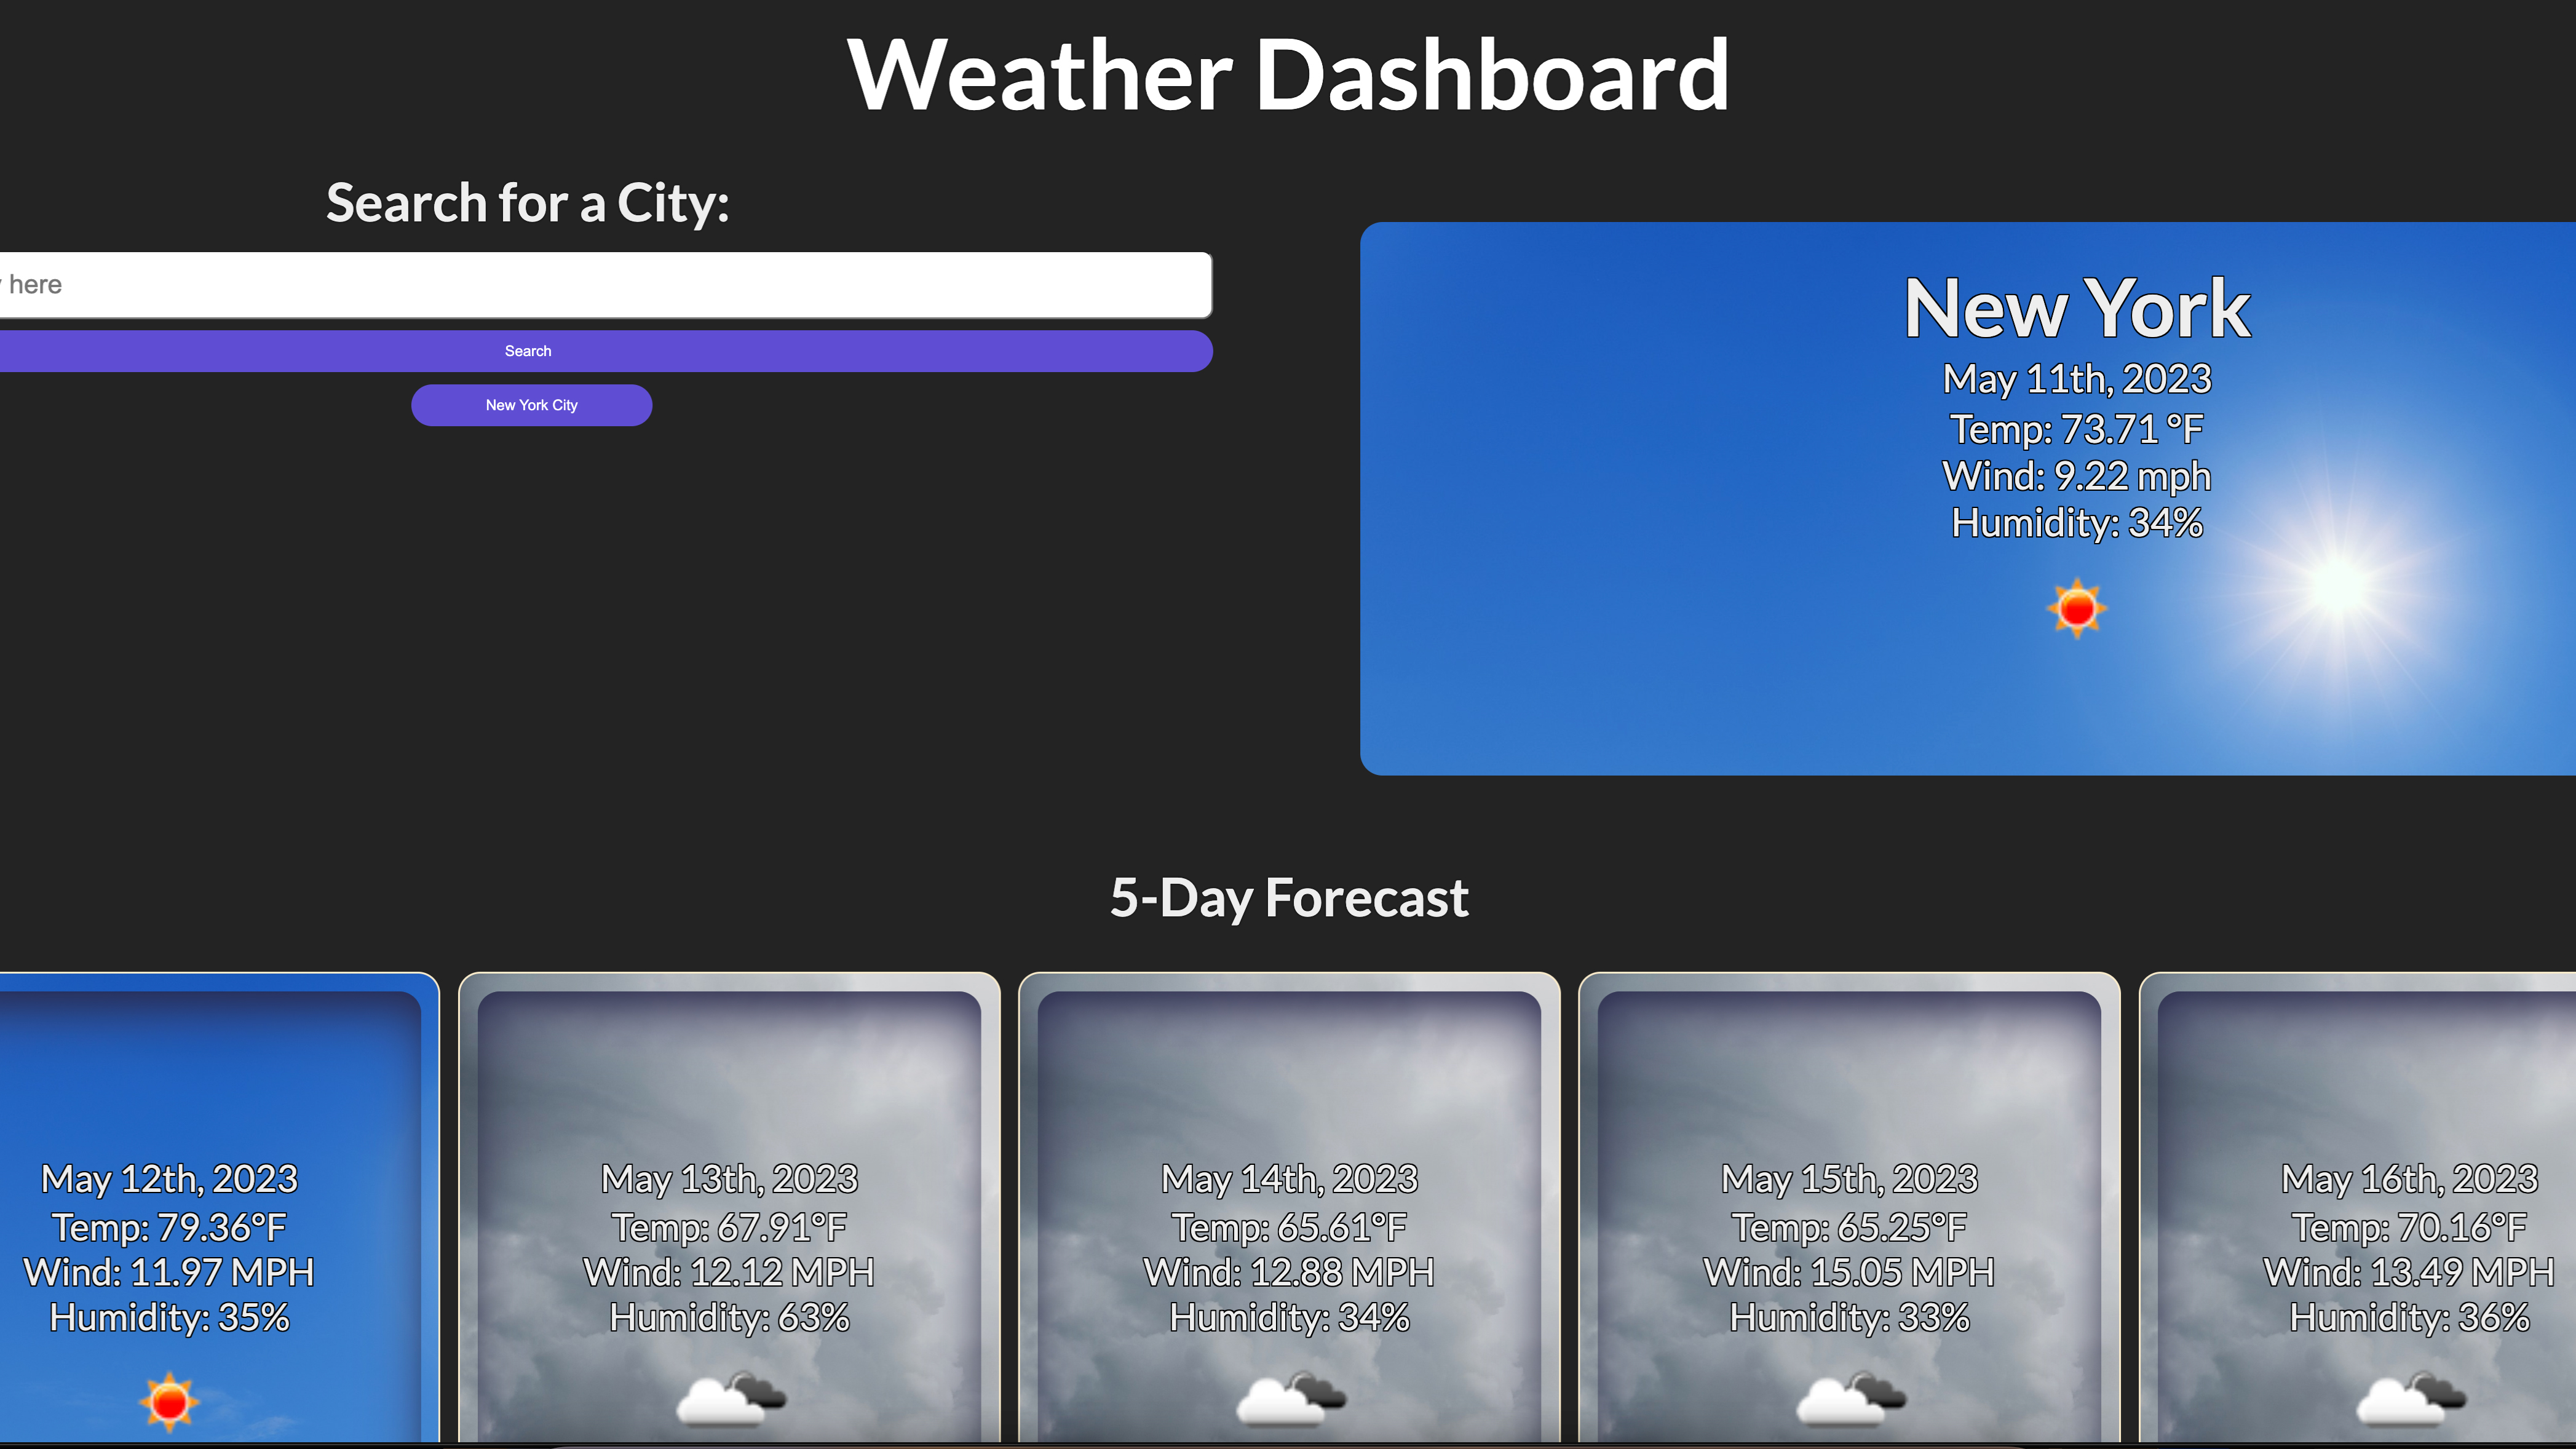 Weather Dashboard
Search for a City:
here
Search
New York City
New York
May 11th, 2023
Temp: 73.71 °F
Wind: 9.22 mph
Humidity: 34%
5-Day Forecast
May 12th, 2023
Temp: 79.36°F
Wind: 11.97 MPH
Humidity: 35%
May 13th, 2023
Temp: 67.91°F
Wind: 12.12 MPH
Humidity: 63%
May 14th, 2023
Temp: 65.61°F
Wind: 12.88 MPH
Humidity: 34%
May 15th, 2023
Temp: 65.25°F
Wind: 15.05 MPH
Humidity: 33%
May 16th, 2023
Temp: 70.16°F
Wind: 13.49 MPH
Humidity: 36%